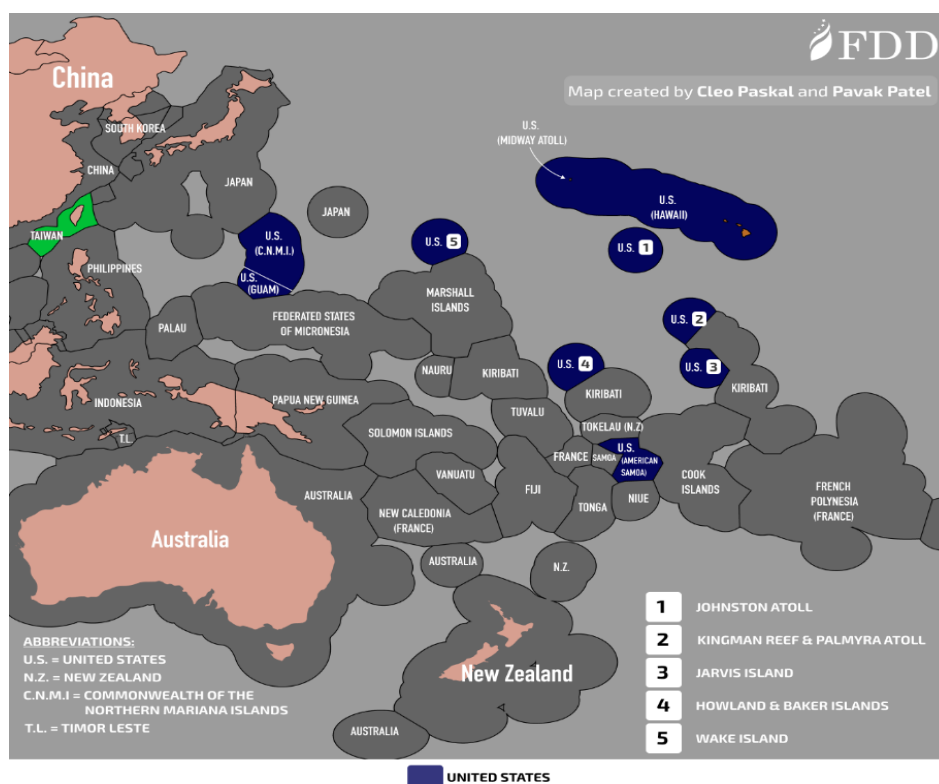 FDD
Map created by Cleo Paskal and Pavak Patel
China
U.S.
(MIDWAY ATOLL)
SOUTH KOREA
CHINA
JAPAN
JAPAN
U.S.
(HAWAII)
TAIWAN
U.S.
(C.N.M.I.)
U.S. 5
U.S. 1
PHILIPPINES
U.S.
(GUAM)
MARSHALL
ISLANDS
FEDERATED STATES
OF MICRONESIA
PALAU
U.S. 2
U.S. 4
U.S. 3
NAURU
KIRIBATI
KIRIBATI
KIRIBATI
INDONESIA
PAPUA NEW GUINEA
TUVALU
TOKELAU (N.Z)
T.L.
SOLOMON ISLANDS
FRANCE
SAMOA
U.S.
(AMERICAN
SAMOA)
VANUATU
COOK
ISLANDS
AUSTRALIA
FIJI
NIUE
FRENCH
POLYNESIA
(FRANCE)
NEW CALEDONIA
(FRANCE)
TONGA
Australia
AUSTRALIA
N.Z.
New Zealand
AUSTRALIA
ABBREVIATIONS:
U.S. = UNITED STATES
N.Z. = NEW ZEALAND
C.N.M.I = COMMONWEALTH OF THE
NORTHERN MARIANA ISLANDS
T.L. = TIMOR LESTE
1 JOHNSTON ATOLL
2 KINGMAN REEF & PALMYRA ATOLL
3 JARVIS ISLAND
4 HOWLAND & BAKER ISLANDS
5 WAKE ISLAND
UNITED STATES